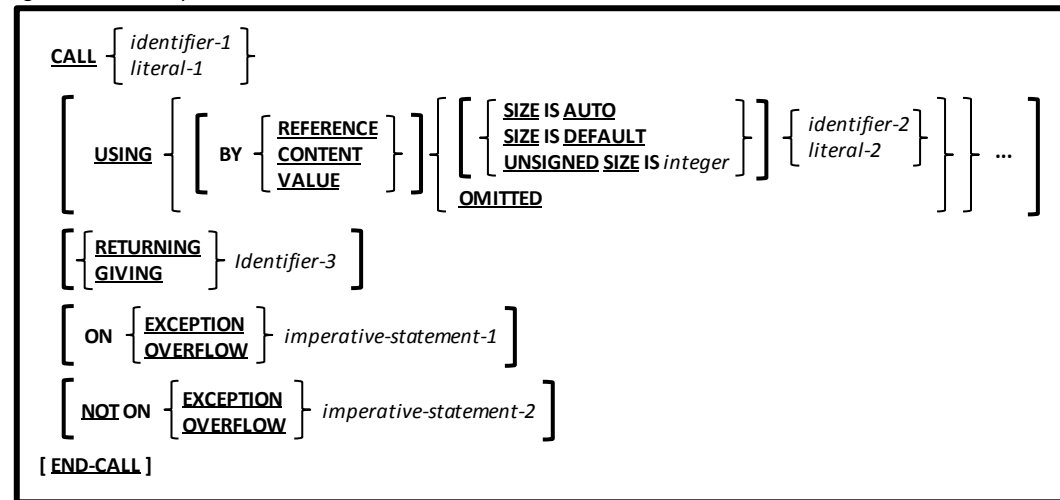 CALL identifier-1
literal-1
USING BY REFERENCE
CONTENT
VALUE
SIZE IS AUTO
SIZE IS DEFAULT
UNSIGNED SIZE IS integer
OMITTED
identifier-2
literal-2
...
RETURNING
GIVING
Identifier-3
ON EXCEPTION
OVERFLOW
imperative-statement-1
NOT ON EXCEPTION
OVERFLOW
imperative-statement-2
[ END-CALL ]